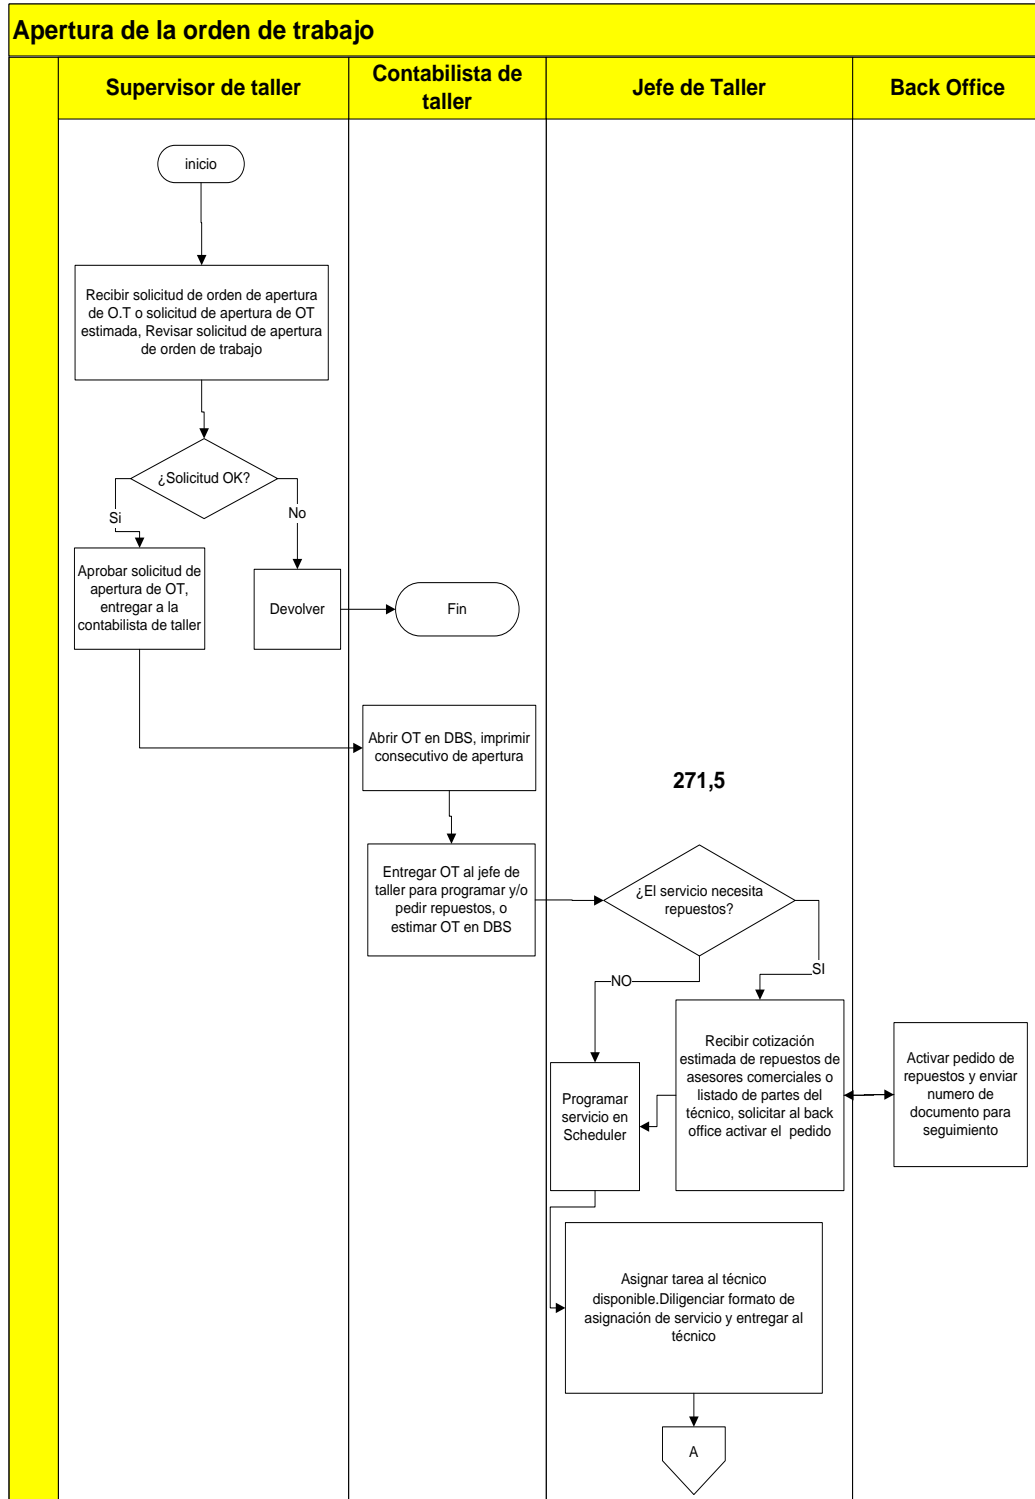 Apertura de la orden de trabajo
Supervisor de taller
Contabilista de
taller
Jefe de Taller
Back Office
inicio
Recibir solicitud de orden de apertura
de O.T o solicitud de apertura de OT
estimada, Revisar solicitud de apertura
de orden de trabajo
¿Solicitud OK?
Si
No
Aprobar solicitud de
apertura de OT,
entregar a la
contabilista de taller
Devolver
Fin
Abrir OT en DBS, imprimir
consecutivo de apertura
271,5
Entregar OT al jefe de
taller para programar y/o
pedir repuestos, o
estimar OT en DBS
¿El servicio necesita
repuestos?
NO
SI
Recibir cotización
estimada de repuestos de
asesores comerciales o
listado de partes del
técnico, solicitar al back
office activar el  pedido
Activar pedido de
repuestos y enviar
numero de
documento para
seguimiento
Programar
servicio en
Scheduler
Asignar tarea al técnico
disponible.Diligenciar formato de
asignación de servicio y entregar al
técnico
A